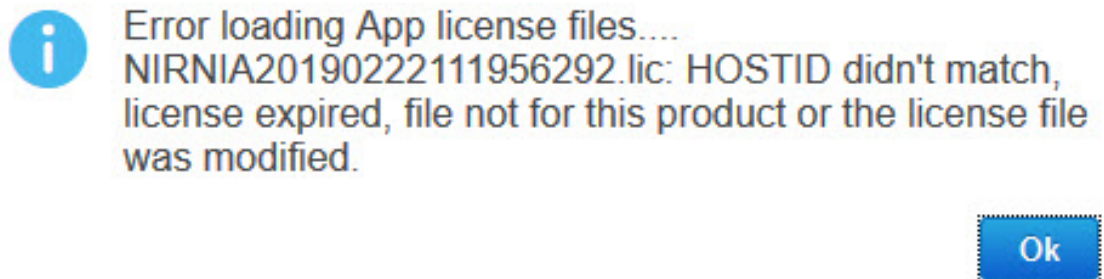 Error loading App license files....
NIRNIA20190222111956292.lic: HOSTID didn't match,
license expired, file not for this product or the license file
was modified.
Ok